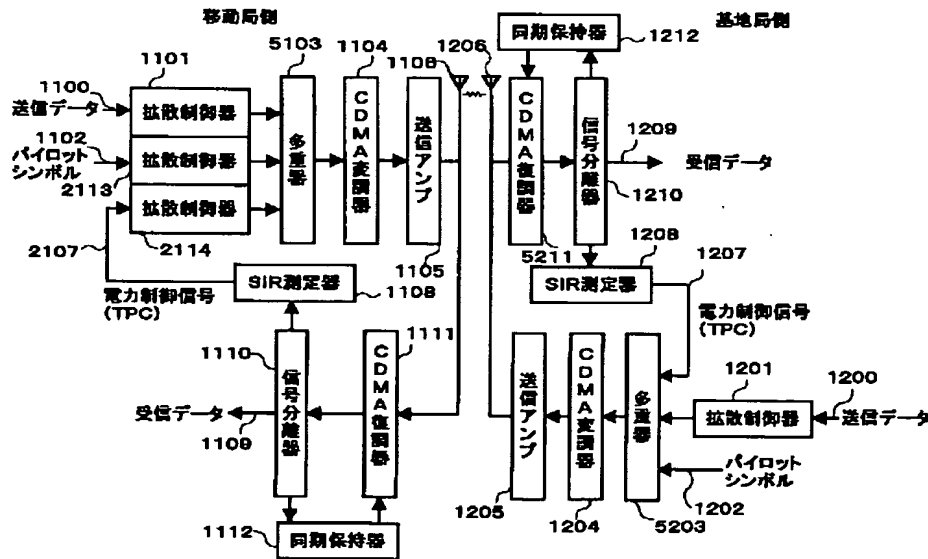 移動局側
基地局側
同期保持器
1212
1101
5103
1104
1206
1106
1100
送信データ
拡散制御器
1102
パイロット
シンボル
拡散制御器
2113
拡散制御器
多重器
CDMA変調器
送信アンプ
CDMA復調器
信号分離器
1209
受信データ
1210
2107
2114
1105
5211
1208
1207
SIR測定器
1108
SIR測定器
電力制御信号
(TPC)
電力制御信号
(TPC)
1110
1111
1201
1200
信号分離器
CDMA復調器
送信アンプ
CDMA変調器
多重器
拡散制御器
送信データ
受信データ
1109
パイロット
シンボル
1202
1205
1204
5203
1112
同期保持器